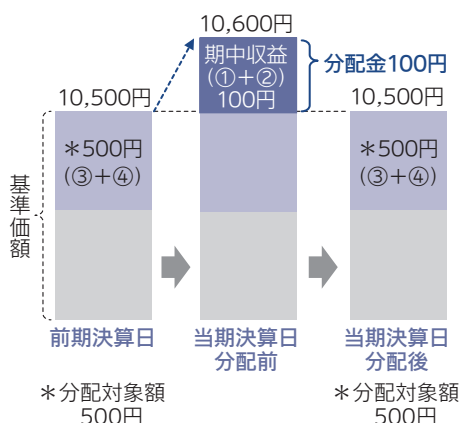 10,600円
期中収益
(①+②)
100円
分配金100円
10,500円
10,500円
＊500円
(③+④)
＊500円
(③+④)
基準価額
前期決算日
当期決算日
分配前
当期決算日
分配後
＊分配対象額
500円
＊分配対象額
500円